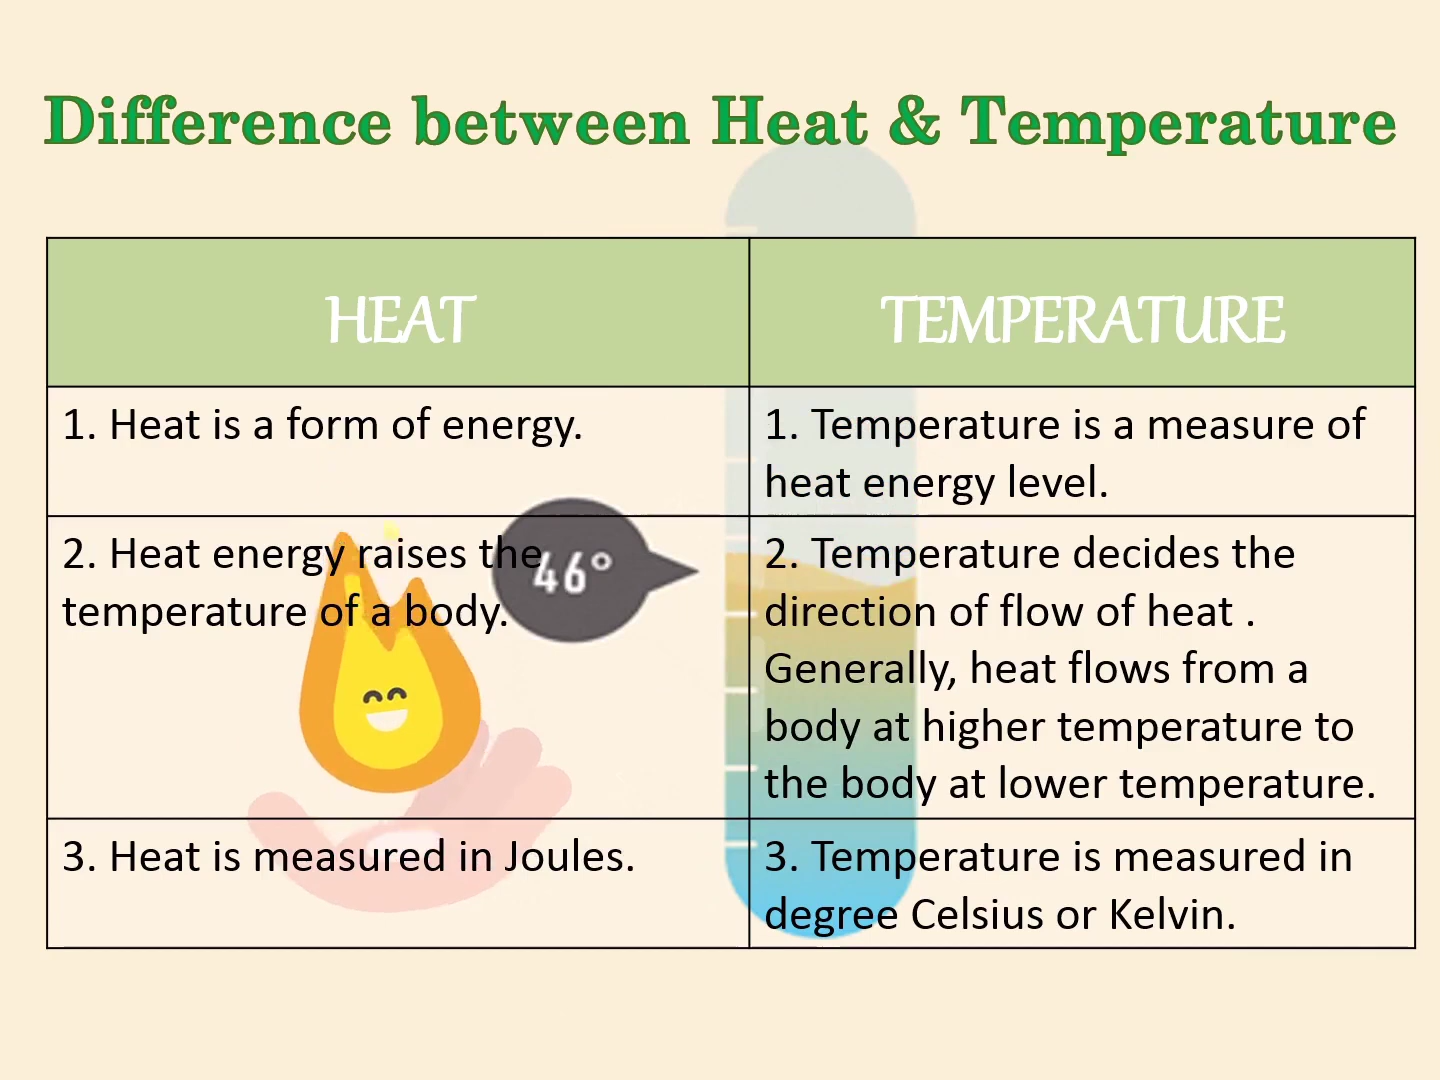 Difference between Heat & Temperature
HEAT
TEMPERATURE
1. Heat is a form of energy.
1. Temperature is a measure of
heat energy level.
2. Heat energy raises the
temperature of a body.
46°
2. Temperature decides the
direction of flow of heat .
Generally, heat flows from a
body at higher temperature to
the body at lower temperature.
3. Heat is measured in Joules.
3. Temperature is measured in
degree Celsius or Kelvin.